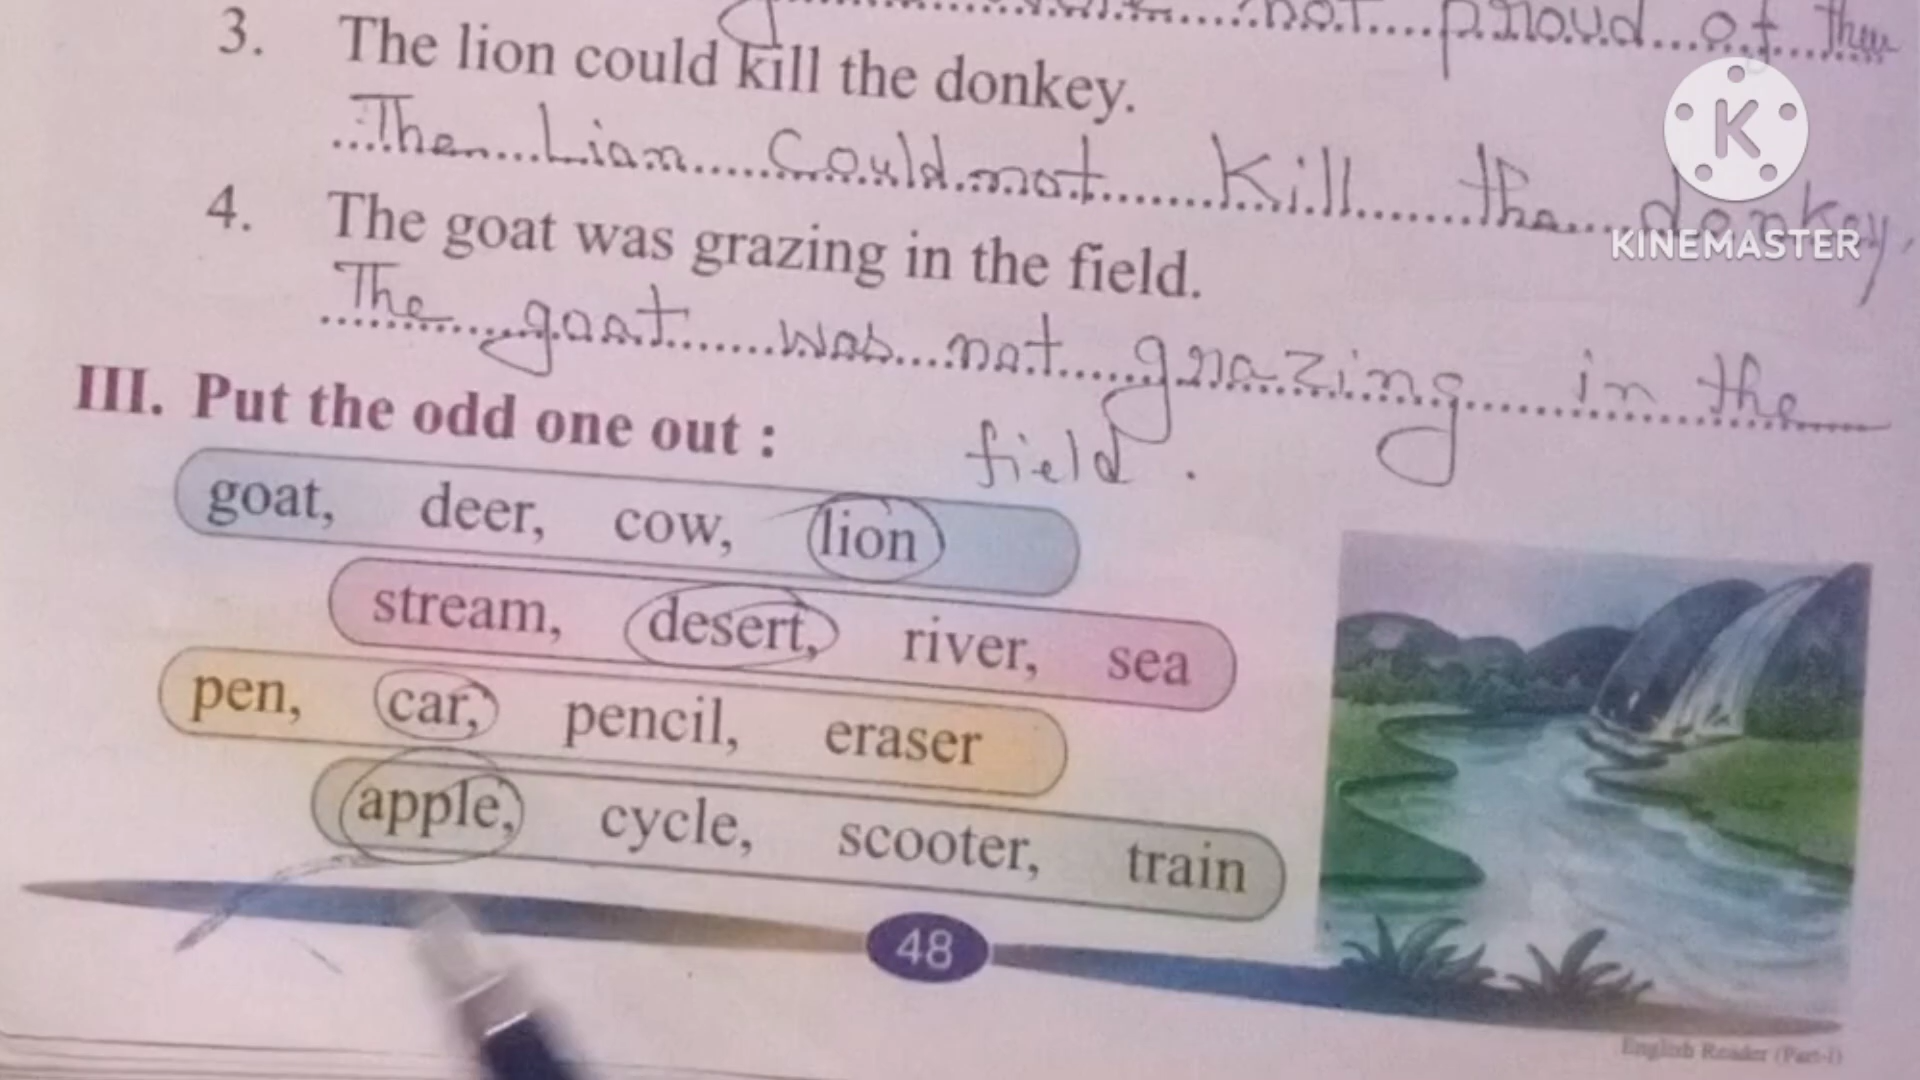 not proud of
3. The lion could kill the donkey.
The Lian Could not Kill the donkey.
KINEMASTER
4. The goat was grazing in the field.
The goat was not grazing in the
field.
III. Put the odd one out :
goat, deer, cow, lion
stream, desert, river, sea
pen, car, pencil, eraser
apple, cycle, scooter, train
48
English Reader (Part-I)